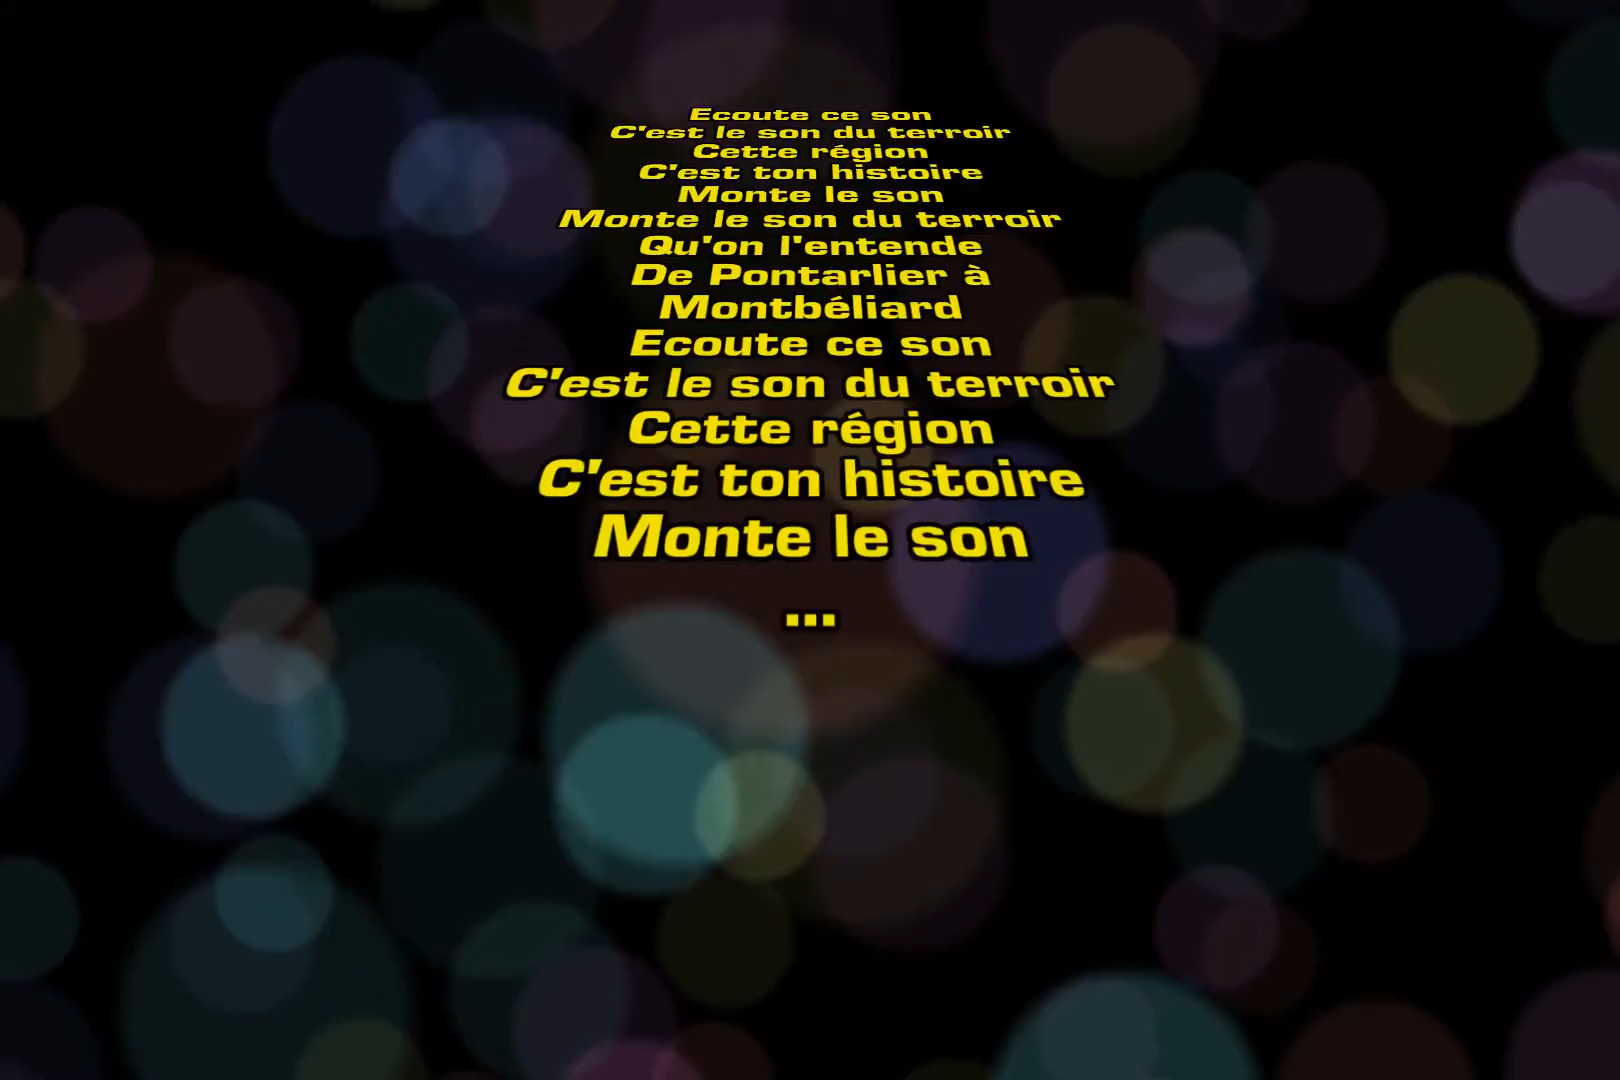 Ecoute ce son
C'est le son du terroir
Cette région
C'est ton histoire
Monte le son
Monte le son du terroir
Qu'on l'entende
De Pontarlier à
Montbéliard
Ecoute ce son
C'est le son du terroir
Cette région
C'est ton histoire
Monte le son
...